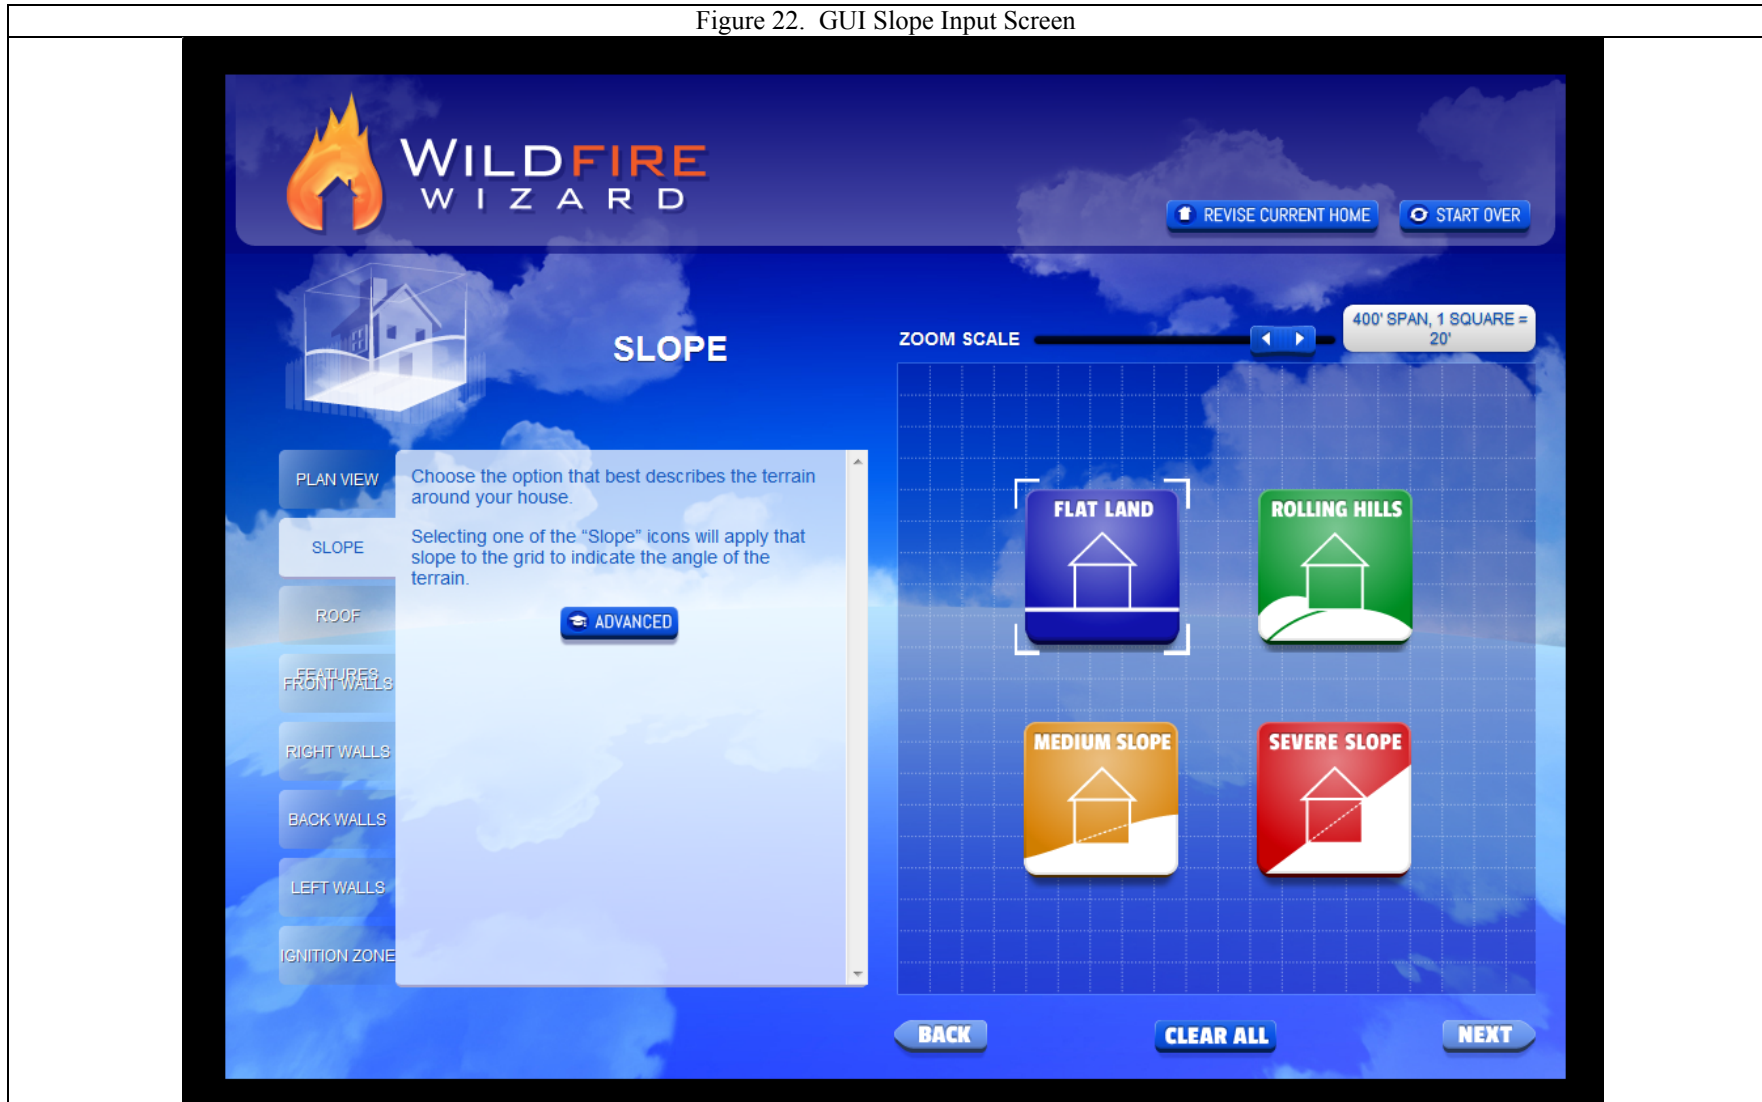 Figure 22.  GUI Slope Input Screen
WILDFIRE
WIZARD
REVISE CURRENT HOME
START OVER
SLOPE
ZOOM SCALE
400' SPAN, 1 SQUARE =
20'
PLAN VIEW
SLOPE
ROOF
FEATURES
FRONT WALLS
RIGHT WALLS
BACK WALLS
LEFT WALLS
IGNITION ZONE
Choose the option that best describes the terrain
around your house.
Selecting one of the “Slope” icons will apply that
slope to the grid to indicate the angle of the
terrain.
ADVANCED
FLAT LAND
ROLLING HILLS
MEDIUM SLOPE
SEVERE SLOPE
BACK
CLEAR ALL
NEXT